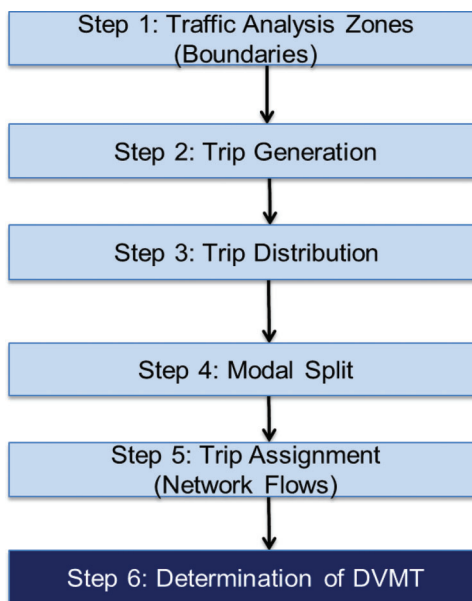 Step 1: Traffic Analysis Zones
(Boundaries)
Step 2: Trip Generation
Step 3: Trip Distribution
Step 4: Modal Split
Step 5: Trip Assignment
(Network Flows)
Step 6: Determination of DVMT